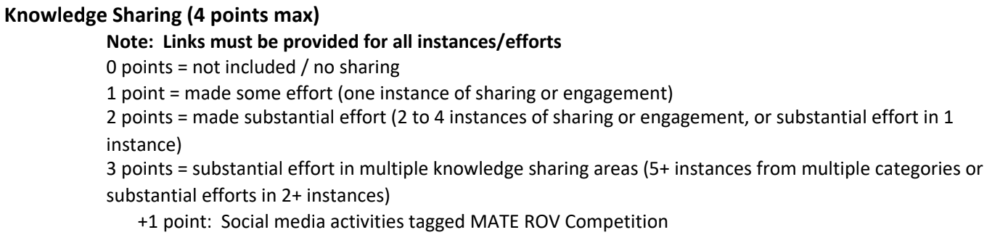 Knowledge Sharing (4 points max)
Note:  Links must be provided for all instances/efforts
0 points = not included / no sharing
1 point = made some effort (one instance of sharing or engagement)
2 points = made substantial effort (2 to 4 instances of sharing or engagement, or substantial effort in 1
instance)
3 points = substantial effort in multiple knowledge sharing areas (5+ instances from multiple categories or
substantial efforts in 2+ instances)
+1 point:  Social media activities tagged MATE ROV Competition